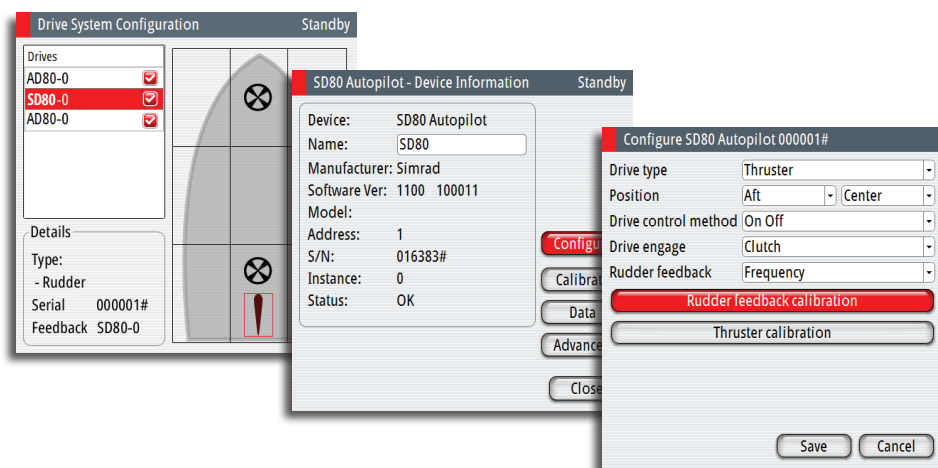 Drive System Configuration Standby
Drives
AD80-0
SD80-0
AD80-0
Details
Type:
- Rudder
Serial 000001#
Feedback SD80-0
SD80 Autopilot - Device Information Standby
Device: SD80 Autopilot
Name: SD80
Manufacturer: Simrad
Software Ver: 1100 100011
Model:
Address: 1
S/N: 016383#
Instance: 0
Status: OK
Configu
Calibrat
Data
Advance
Close
Configure SD80 Autopilot 000001#
Drive type Thruster
Position Aft Center
Drive control method On Off
Drive engage Clutch
Rudder feedback Frequency
Rudder feedback calibration
Thruster calibration
Save Cancel